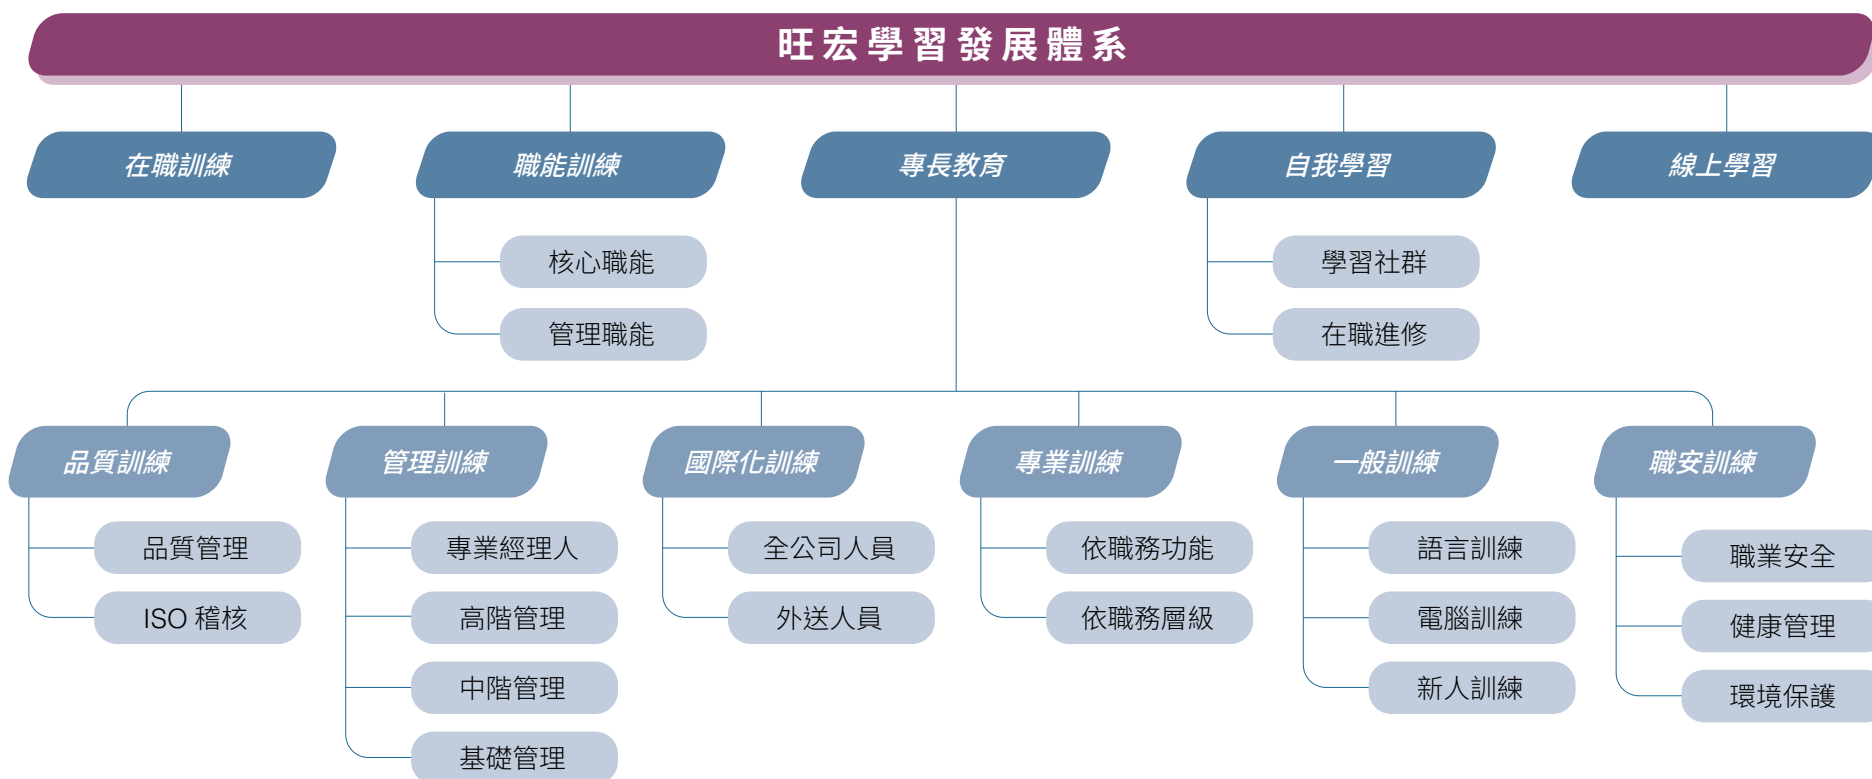 旺宏學習發展體系
在職訓練
職能訓練
專長教育
自我學習
線上學習
核心職能
管理職能
學習社群
在職進修
品質訓練
管理訓練
國際化訓練
專業訓練
一般訓練
職安訓練
品質管理
ISO 稽核
專業經理人
高階管理
中階管理
基礎管理
全公司人員
外送人員
依職務功能
依職務層級
語言訓練
電腦訓練
新人訓練
職業安全
健康管理
環境保護